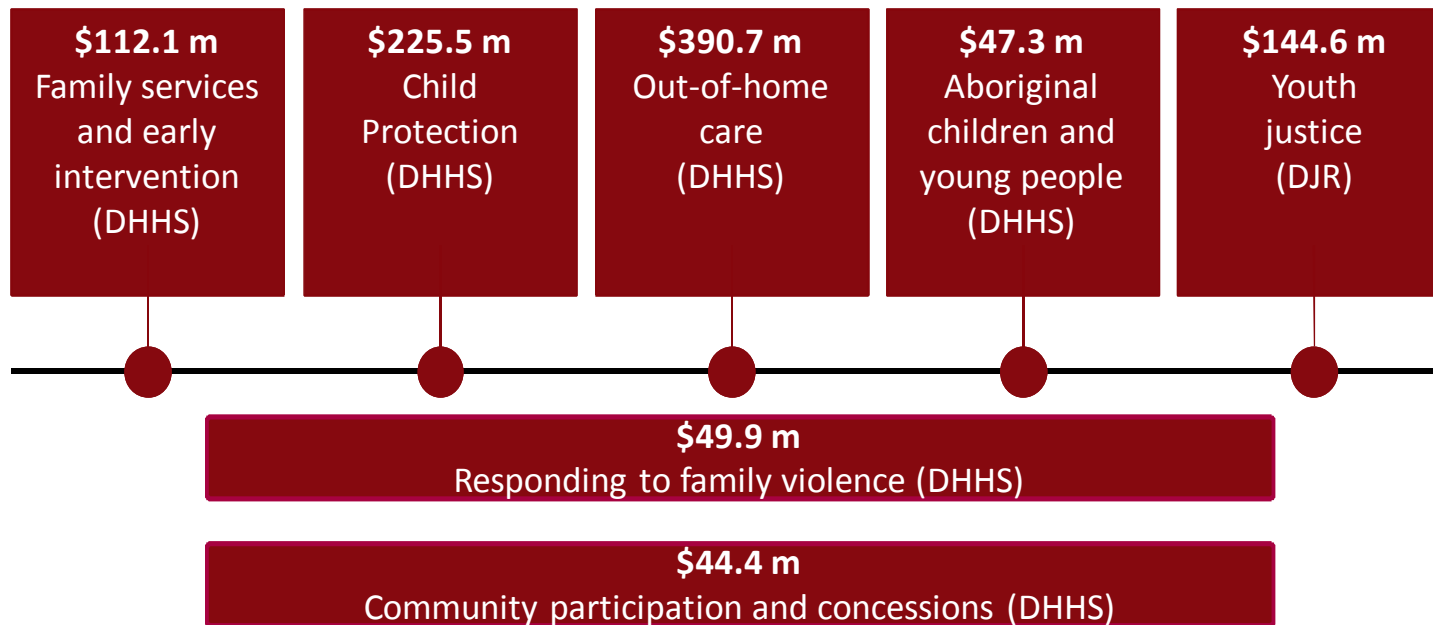 $112.1 m
Family services
and early
intervention
(DHHS)
$225.5 m
Child
Protection
(DHHS)
$390.7 m
Out-of-home
care
(DHHS)
$47.3 m
Aboriginal
children and
young people
(DHHS)
$144.6 m
Youth
justice
(DJR)
$49.9 m
Responding to family violence (DHHS)
$44.4 m
Community participation and concessions (DHHS)